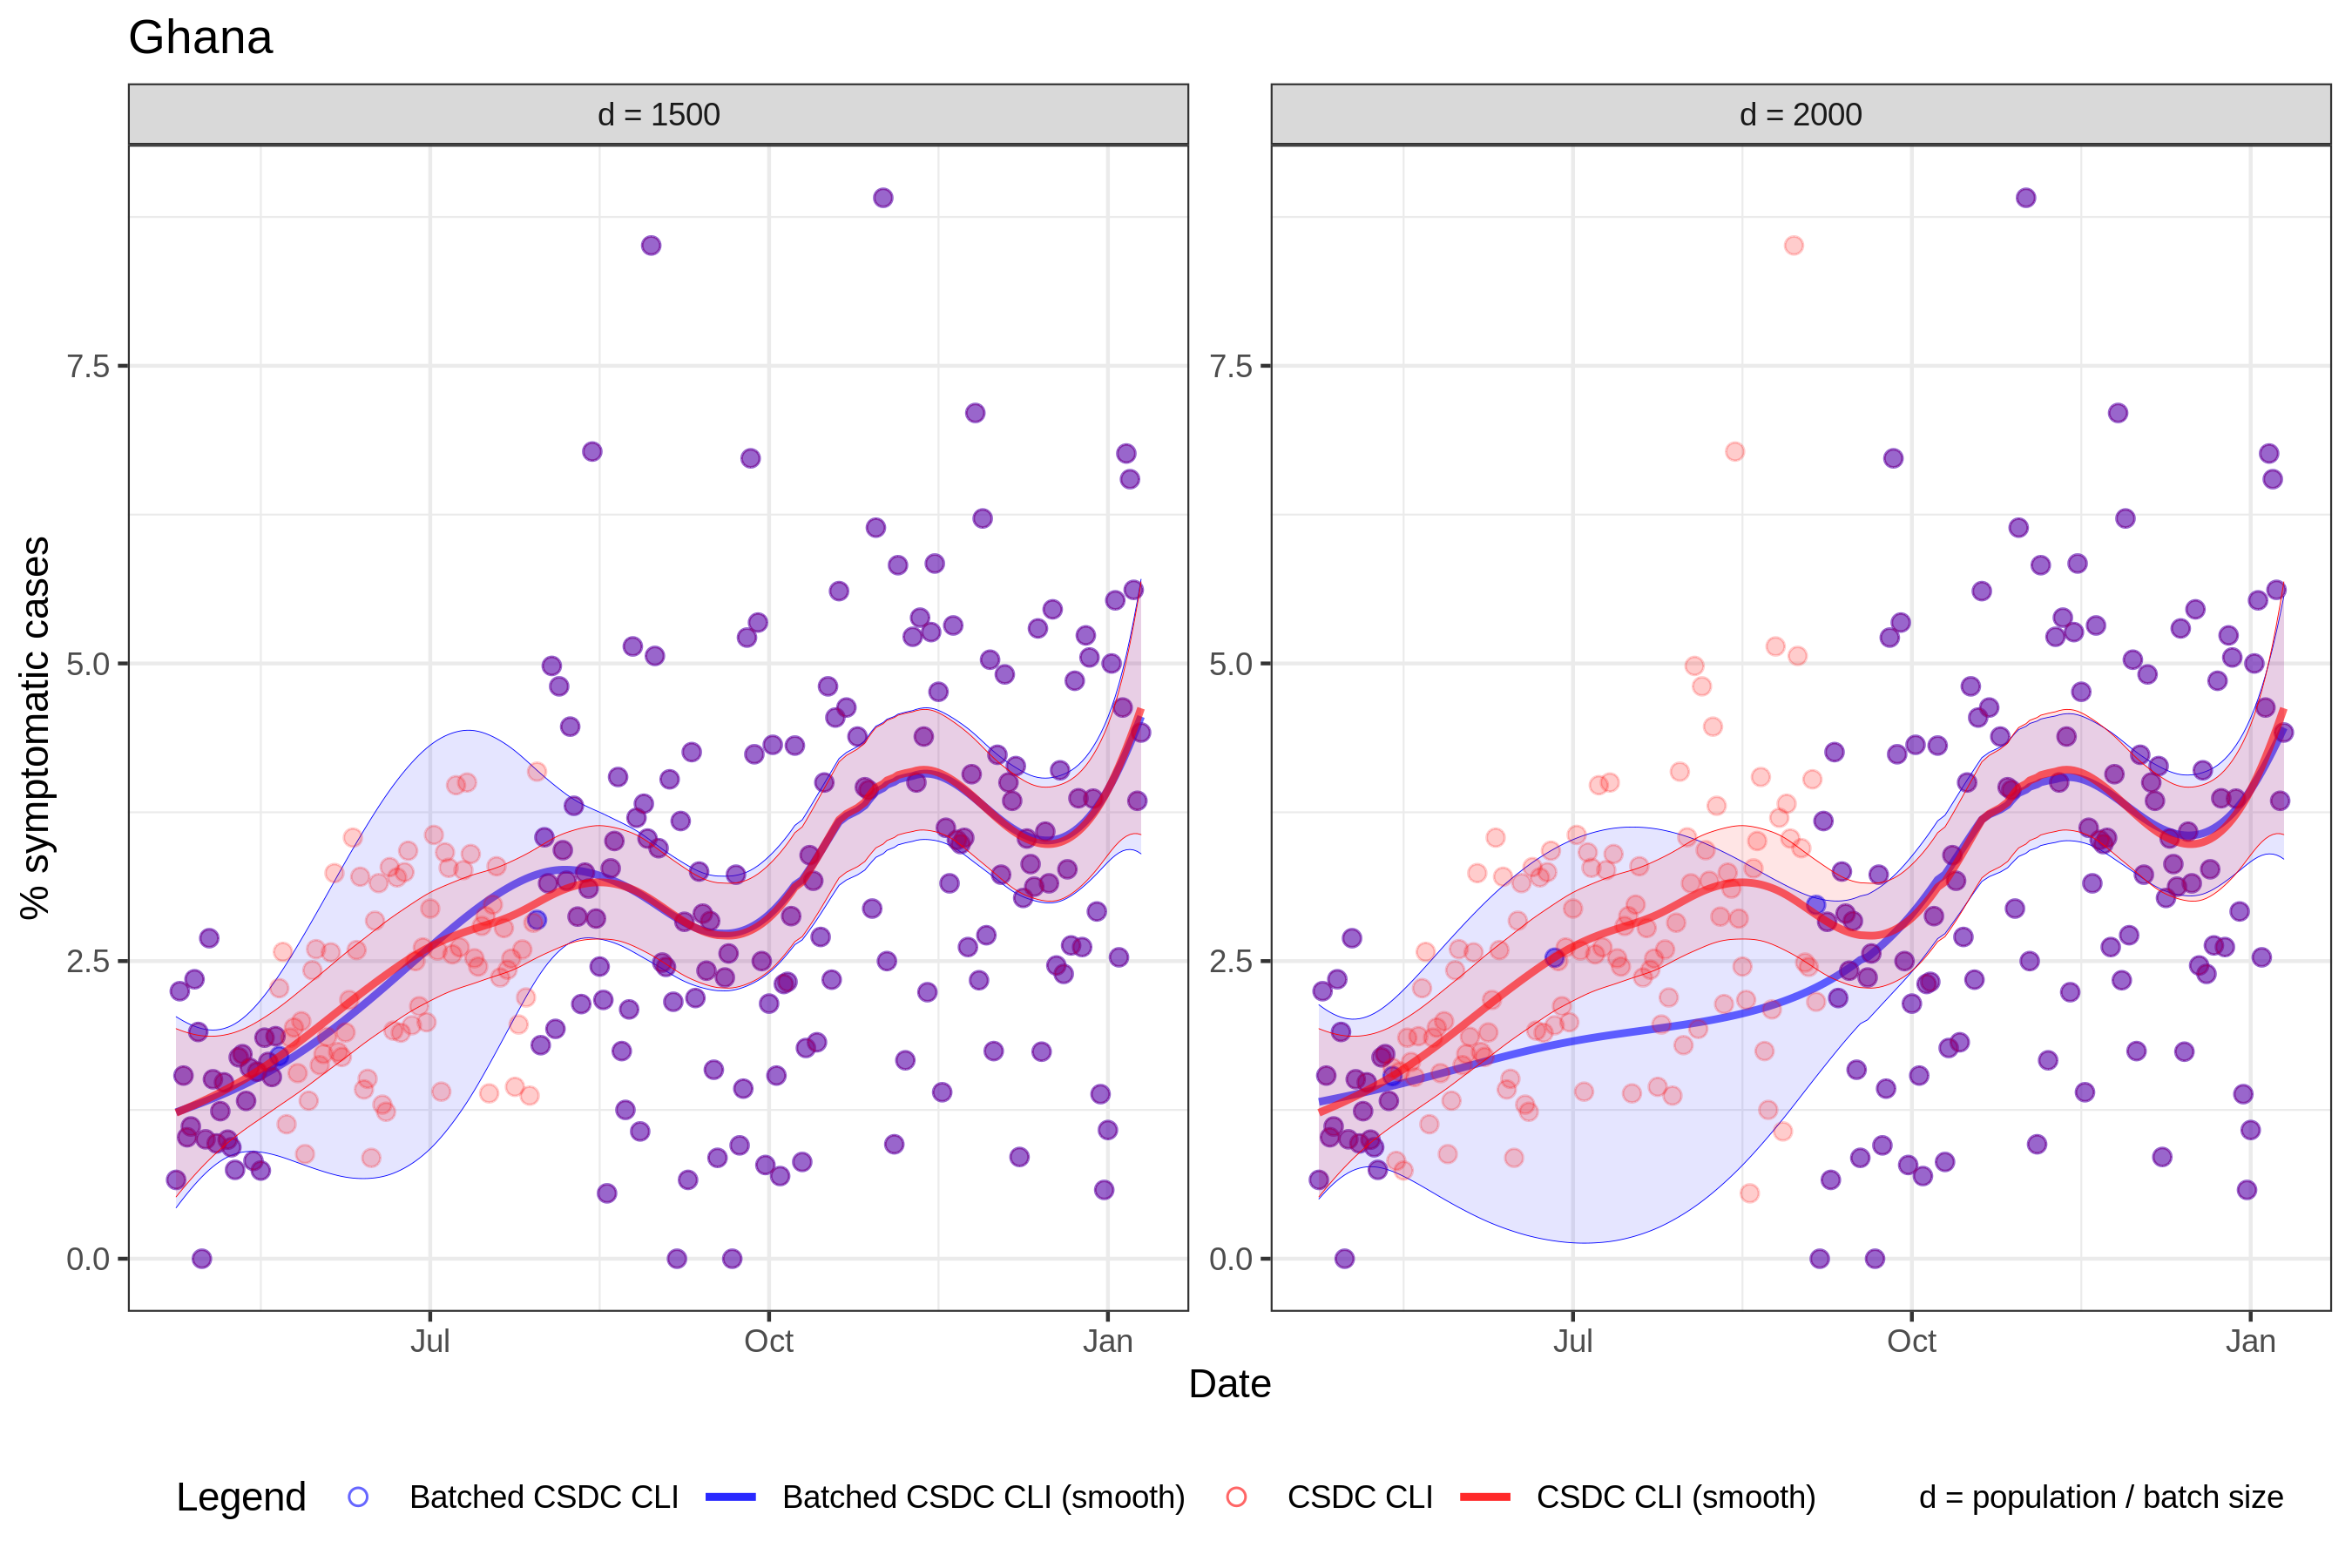 Ghana
d = 1500
d = 2000
% symptomatic cases
7.5
5.0
2.5
0.0
7.5
5.0
2.5
0.0
Jul
Oct
Jan
Jul
Oct
Jan
Date
Legend
Batched CSDC CLI
Batched CSDC CLI (smooth)
CSDC CLI
CSDC CLI (smooth)
d = population / batch size